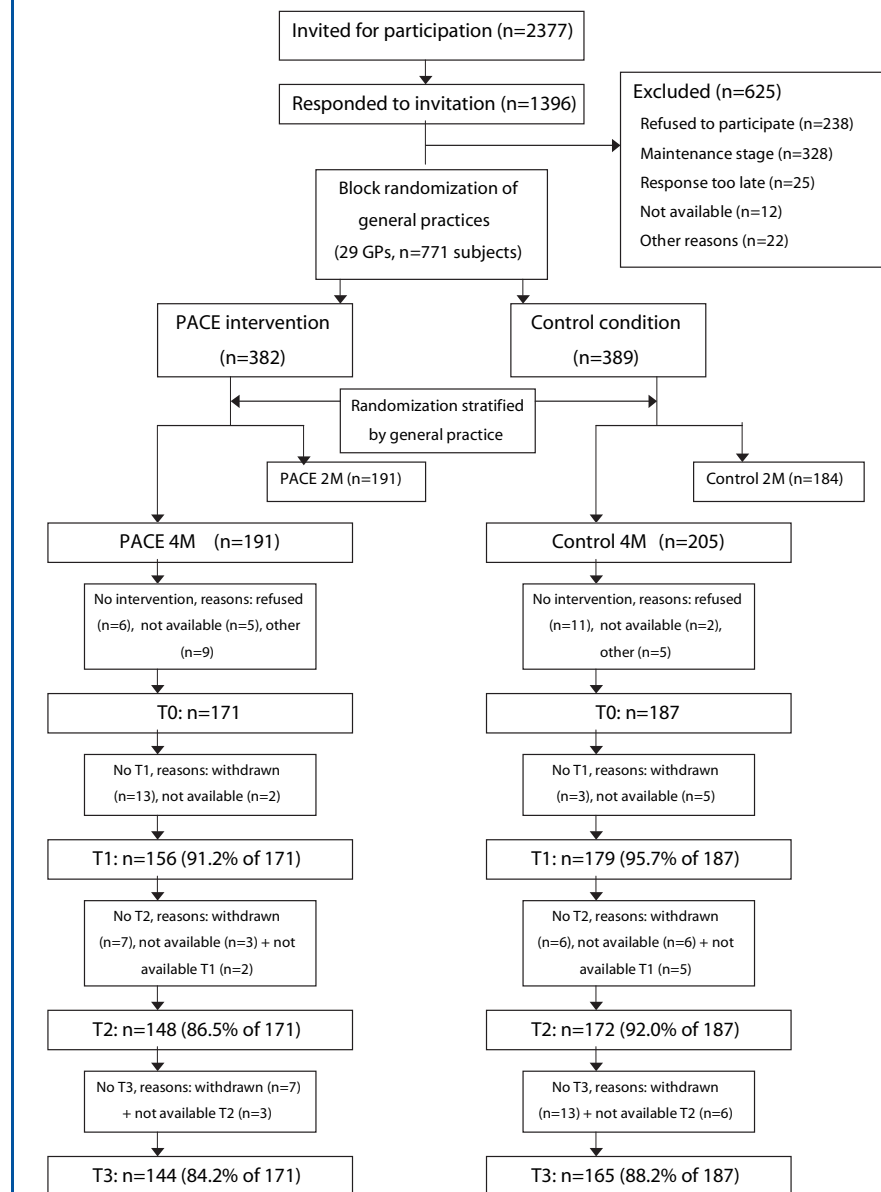 Invited for participation (n=2377)
Responded to invitation (n=1396)
Excluded (n=625)
Refused to participate (n=238)
Maintenance stage (n=328)
Response too late (n=25)
Not available (n=12)
Other reasons (n=22)
Block randomization of
general practices
(29 GPs, n=771 subjects)
PACE intervention
(n=382)
Control condition
(n=389)
Randomization stratified
by general practice
PACE 2M (n=191)
Control 2M (n=184)
PACE 4M (n=191)
Control 4M (n=205)
No intervention, reasons: refused
(n=6), not available (n=5), other
(n=9)
No intervention, reasons: refused
(n=11), not available (n=2),
other (n=5)
T0: n=171
T0: n=187
No T1, reasons: withdrawn
(n=13), not available (n=2)
No T1, reasons: withdrawn
(n=3), not available (n=5)
T1: n=156 (91.2% of 171)
T1: n=179 (95.7% of 187)
No T2, reasons: withdrawn
(n=7), not available (n=3) + not
available T1 (n=2)
No T2, reasons: withdrawn
(n=6), not available (n=6) + not
available T1 (n=5)
T2: n=148 (86.5% of 171)
T2: n=172 (92.0% of 187)
No T3, reasons: withdrawn (n=7)
+ not available T2 (n=3)
No T3, reasons: withdrawn
(n=13) + not available T2 (n=6)
T3: n=144 (84.2% of 171)
T3: n=165 (88.2% of 187)